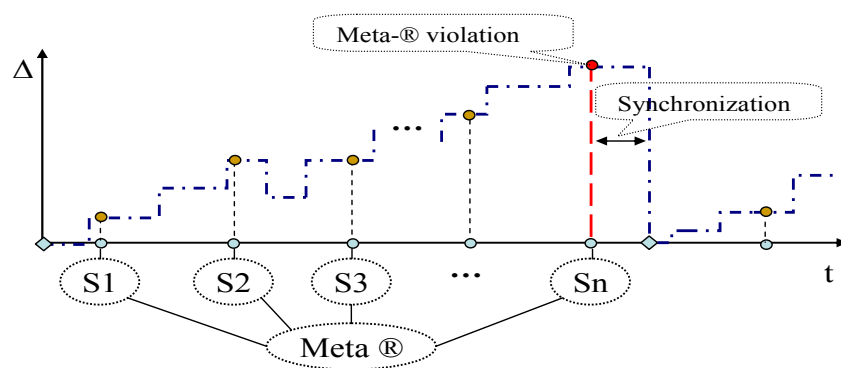 Meta-® violation
Δ
Synchronization
...
S1
S2
S3
...
Sn
t
Meta ®